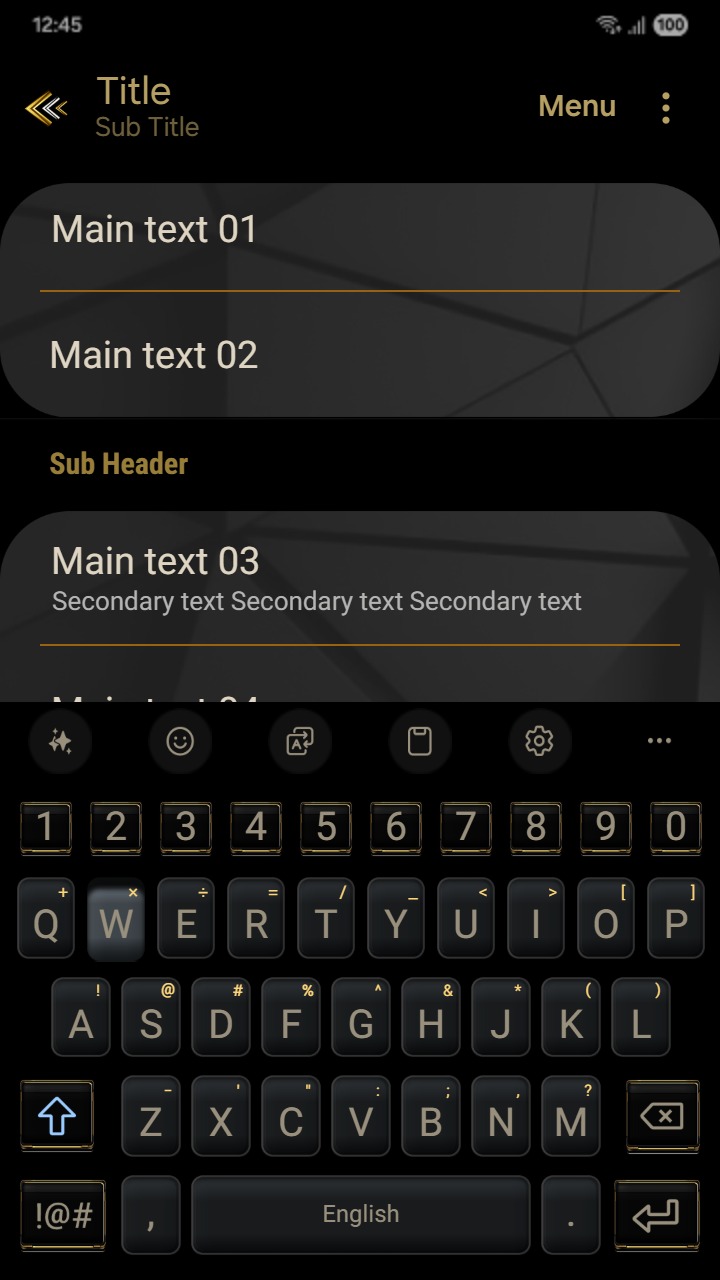 12:45
100
Title
Sub Title
Menu
Main text 01
Main text 02
Sub Header
Main text 03
Secondary text Secondary text Secondary text
1 2 3 4 5 6 7 8 9 0
+ × ÷ = / _ < > [ ]
Q W E R T Y U I O P
! @ # % ^ & * ( )
A S D F G H J K L
- ' " : ; , ?
Z X C V B N M
!@# , English .